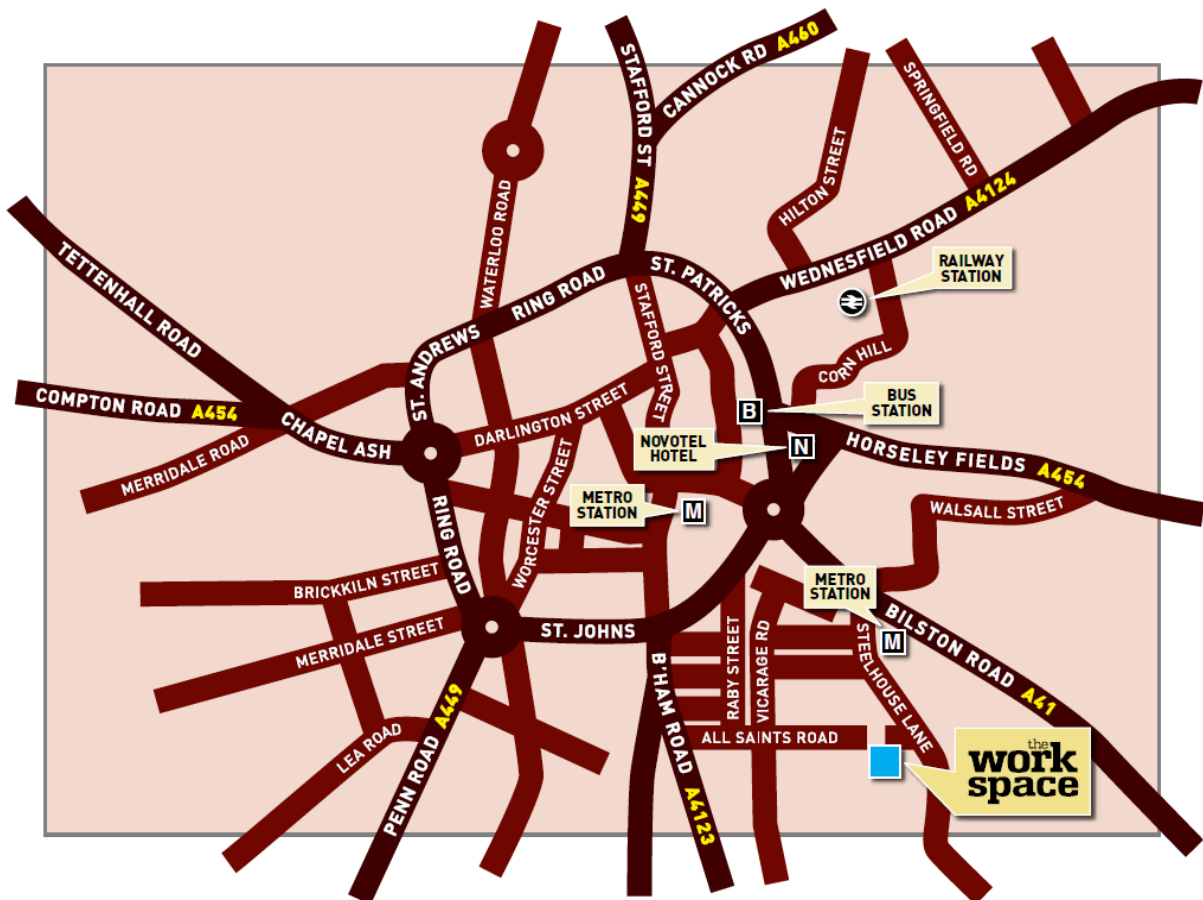 STAFFORD ST A449
CANNOCK RD A460
SPRINGFIELD RD
HILTON STREET
WEDNESFIELD ROAD A4124
WATERLOO ROAD
TETTENHALL ROAD
RING ROAD
ST. PATRICKS
RAILWAY
STATION
ST. ANDREWS
STAFFORD STREET
CORN HILL
COMPTON ROAD A454
CHAPEL ASH
MERRIDALE ROAD
DARLINGTON STREET
B
BUS
STATION
NOVOTEL
HOTEL
N
HORSELEY FIELDS A454
WORCESTER STREET
METRO
STATION
M
WALSALL STREET
RING ROAD
BRICKKILN STREET
METRO
STATION
M
MERRIDALE STREET
ST. JOHNS
BILSTON ROAD A41
STEELHOUSE LANE
RABY STREET
VICARAGE RD
B'HAM ROAD A4123
LEA ROAD
PENN ROAD A449
ALL SAINTS ROAD
the
work
space